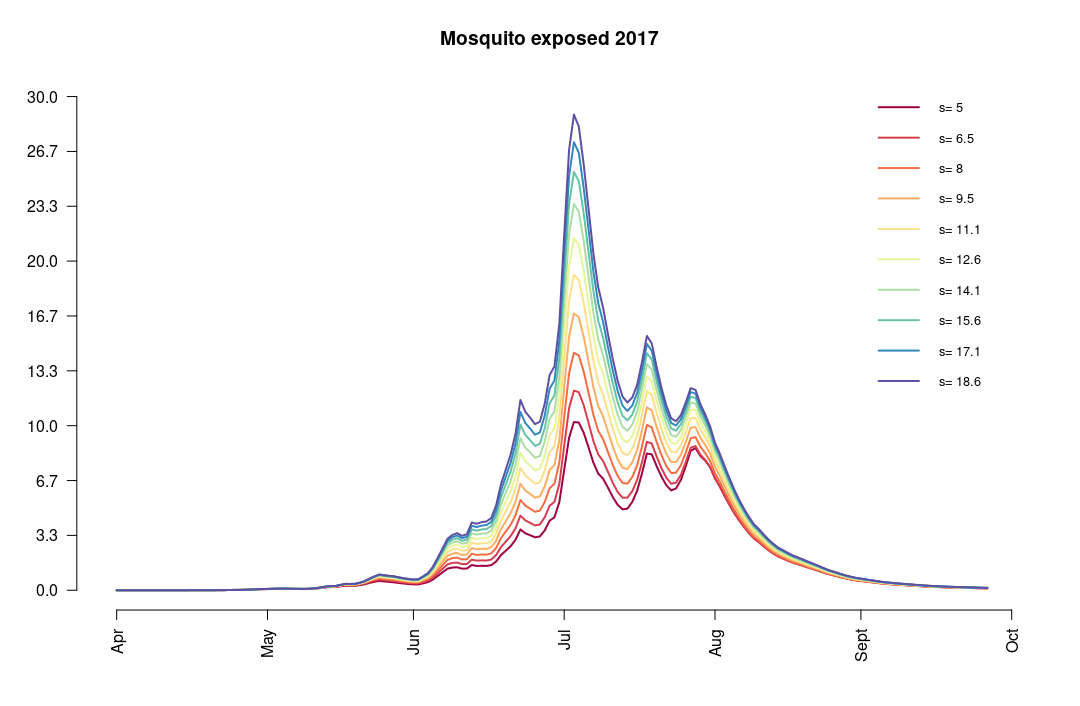 Mosquito exposed 2017
30.0
26.7
23.3
20.0
16.7
13.3
10.0
6.7
3.3
0.0
s= 5
s= 6.5
s= 8
s= 9.5
s= 11.1
s= 12.6
s= 14.1
s= 15.6
s= 17.1
s= 18.6
Apr
May
Jun
Jul
Aug
Sept
Oct